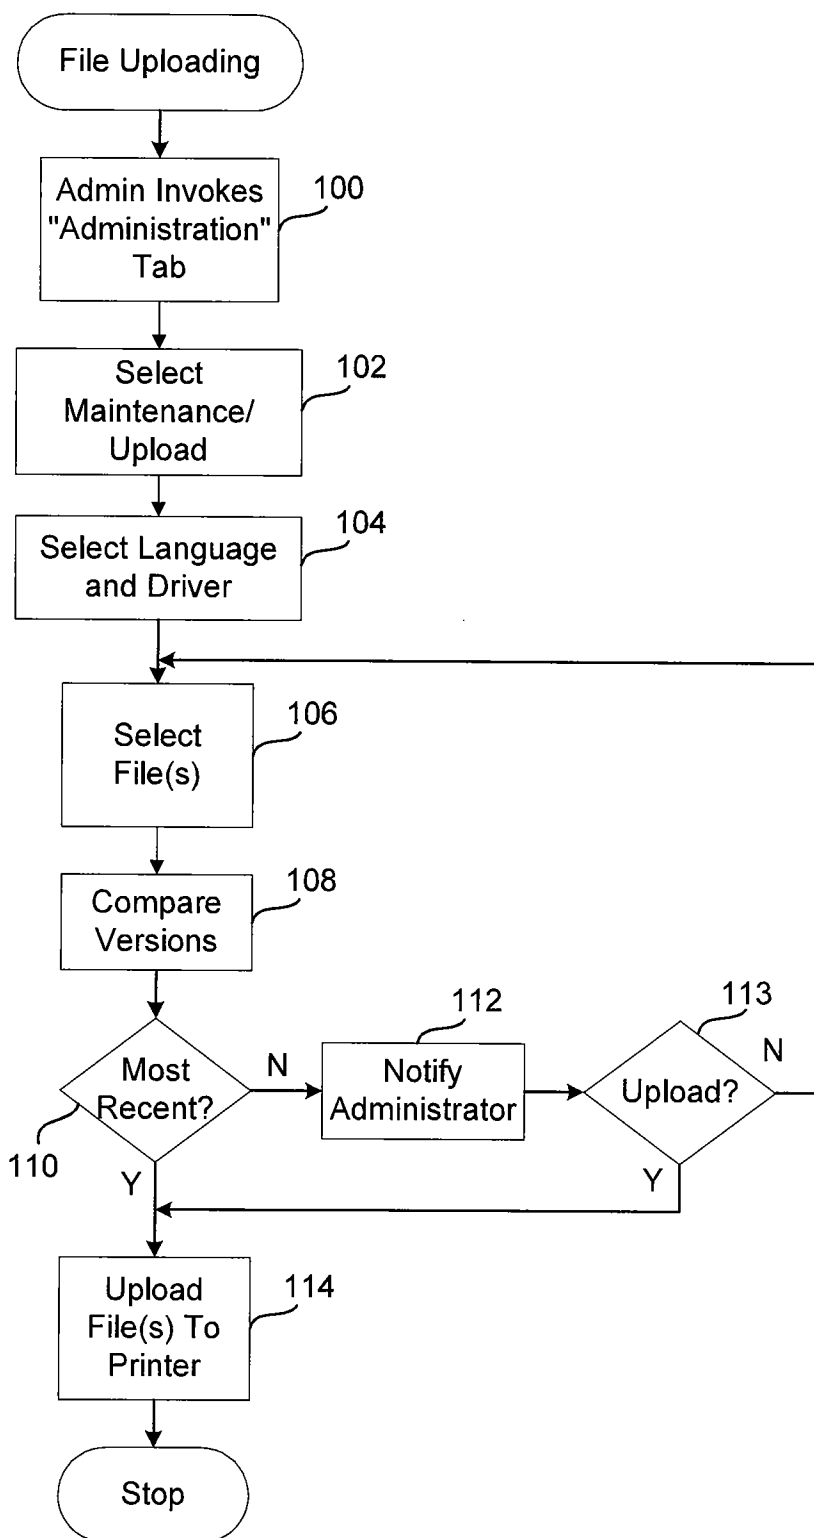 File Uploading
Admin Invokes
"Administration"
Tab
100
Select
Maintenance/
Upload
102
Select Language
and Driver
104
Select
File(s)
106
Compare
Versions
108
Most
Recent?
110
N
Y
Notify
Administrator
112
Upload?
113
N
Y
Upload
File(s) To
Printer
114
Stop